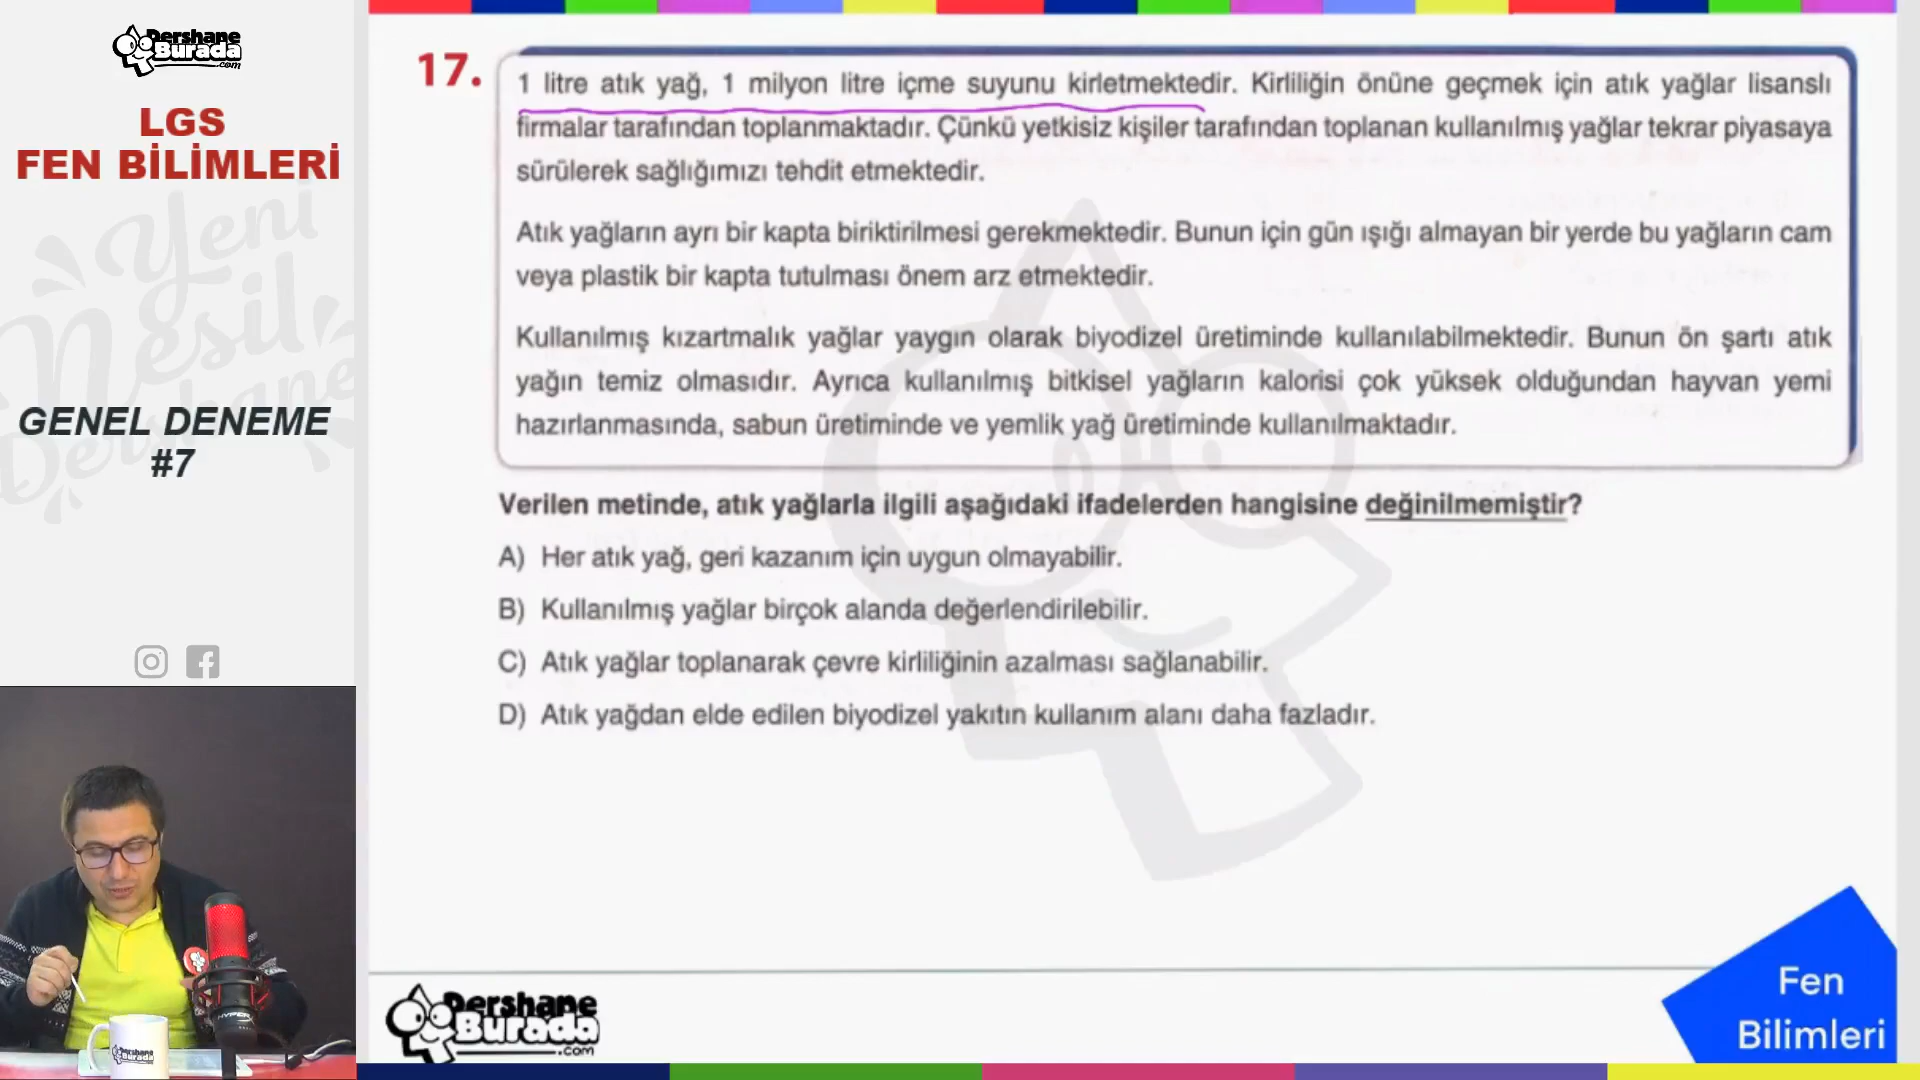 Dershane
Burada
.com
LGS
FEN BİLİMLERİ
Yeni
Nesil
Dershane
GENEL DENEME
#7
17.
1 litre atık yağ, 1 milyon litre içme suyunu kirletmektedir. Kirliliğin önüne geçmek için atık yağlar lisanslı
firmalar tarafından toplanmaktadır. Çünkü yetkisiz kişiler tarafından toplanan kullanılmış yağlar tekrar piyasaya
sürülerek sağlığımızı tehdit etmektedir.
Atık yağların ayrı bir kapta biriktirilmesi gerekmektedir. Bunun için gün ışığı almayan bir yerde bu yağların cam
veya plastik bir kapta tutulması önem arz etmektedir.
Kullanılmış kızartmalık yağlar yaygın olarak biyodizel üretiminde kullanılabilmektedir. Bunun ön şartı atık
yağın temiz olmasıdır. Ayrıca kullanılmış bitkisel yağların kalorisi çok yüksek olduğundan hayvan yemi
hazırlanmasında, sabun üretiminde ve yemlik yağ üretiminde kullanılmaktadır.
Verilen metinde, atık yağlarla ilgili aşağıdaki ifadelerden hangisine değinilmemiştir?
A) Her atık yağ, geri kazanım için uygun olmayabilir.
B) Kullanılmış yağlar birçok alanda değerlendirilebilir.
C) Atık yağlar toplanarak çevre kirliliğinin azalması sağlanabilir.
D) Atık yağdan elde edilen biyodizel yakıtın kullanım alanı daha fazladır.
HYPERX
Dershane
Burada
Dershane
Burada
.com
Fen
Bilimleri